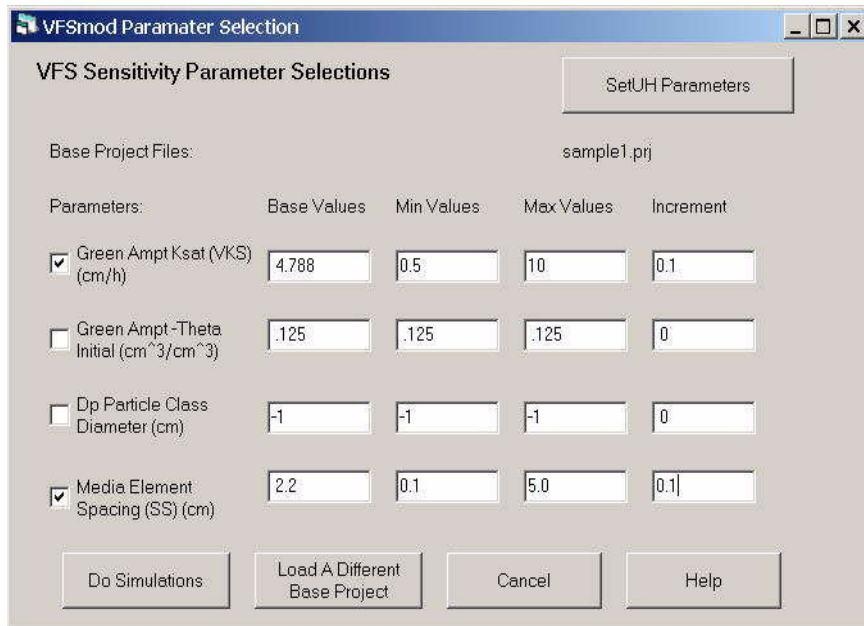 VFSmod Paramater Selection
VFS Sensitivity Parameter Selections
SetUH Parameters
Base Project Files:
sample1.prj
Parameters:
Base Values
Min Values
Max Values
Increment
Green Ampt Ksat (VKS)
(cm/h)
4.788
0.5
10
0.1
Green Ampt -Theta
Initial (cm^3/cm^3)
.125
.125
.125
0
Dp Particle Class
Diameter (cm)
-1
-1
-1
0
Media Element
Spacing (SS) (cm)
2.2
0.1
5.0
0.1
Do Simulations
Load A Different
Base Project
Cancel
Help